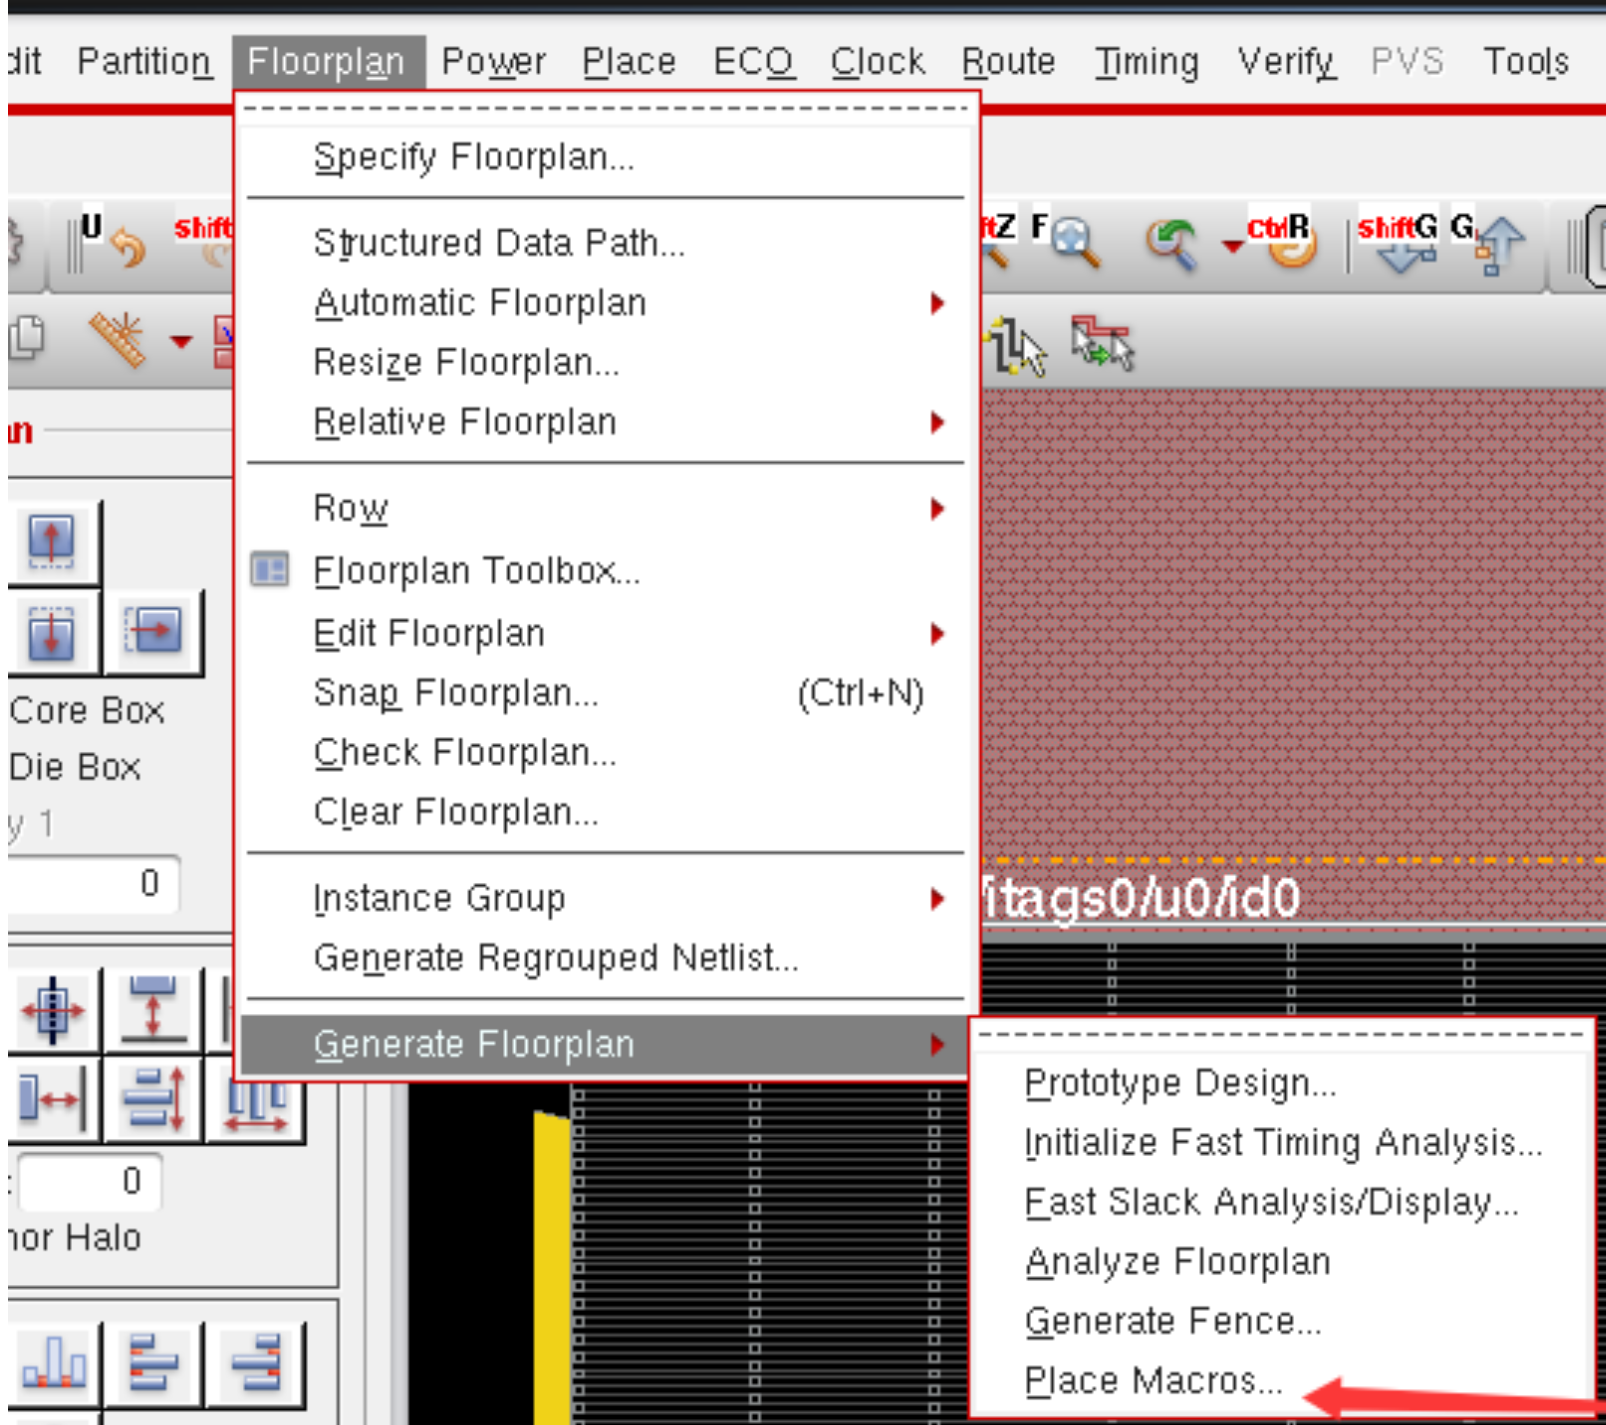 dit Partition Floorplan Power Place ECO Clock Route Timing Verify PVS Tools
Specify Floorplan...
U shift Z F ctrlR shiftG G
Structured Data Path...
Automatic Floorplan
Resize Floorplan...
Relative Floorplan
an
Row
Floorplan Toolbox...
Edit Floorplan
Snap Floorplan... (Ctrl+N)
Core Box
Check Floorplan...
Die Box
Clear Floorplan...
y 1
0
Instance Group
itags0/u0/id0
Generate Regrouped Netlist...
Generate Floorplan
Prototype Design...
Initialize Fast Timing Analysis...
0
Fast Slack Analysis/Display...
nor Halo
Analyze Floorplan
Generate Fence...
Place Macros...